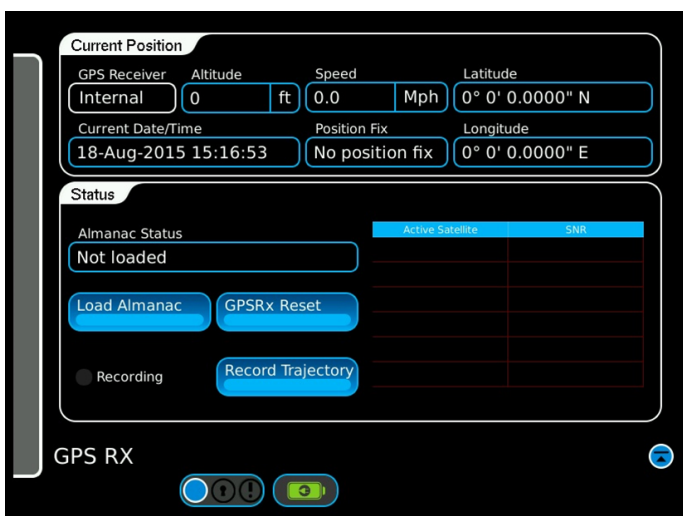 Current Position
GPS Receiver Altitude Speed Latitude
Internal 0 ft 0.0 Mph 0° 0' 0.0000" N
Current Date/Time Position Fix Longitude
18-Aug-2015 15:16:53 No position fix 0° 0' 0.0000" E
Status
Almanac Status Active Satellite SNR
Not loaded
Load Almanac GPSRx Reset
Recording Record Trajectory
GPS RX